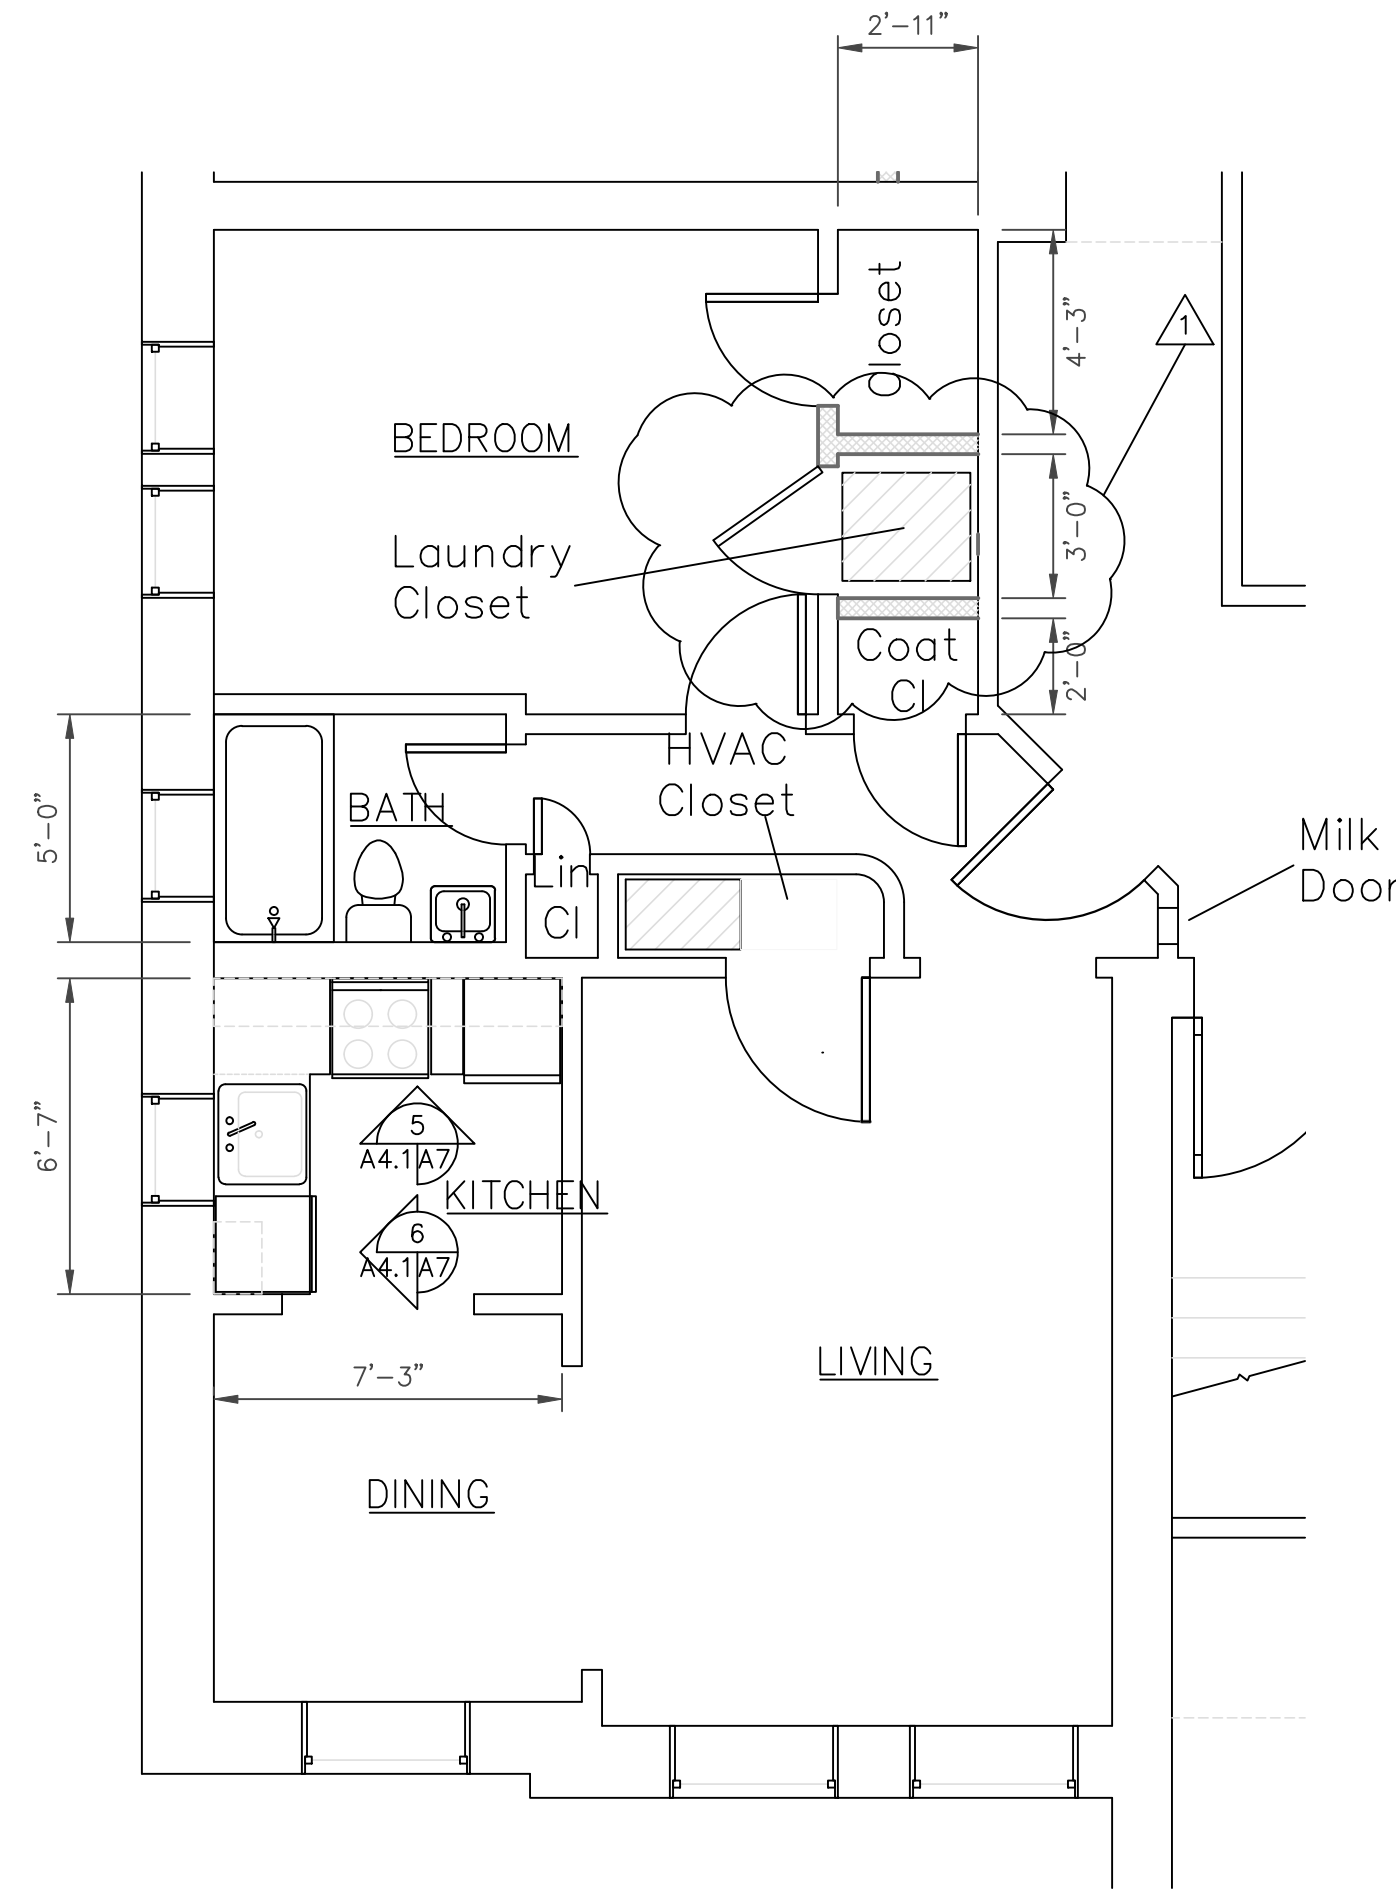 2'-11"
Closet
4'-3"
1
BEDROOM
Laundry
Closet
3'-0"
Coat
Cl
2'-0"
HVAC
Closet
5'-0"
BATH
Lin
Cl
Milk
Door
6'-7"
5
A4.1 A7
KITCHEN
6
A4.1 A7
LIVING
7'-3"
DINING